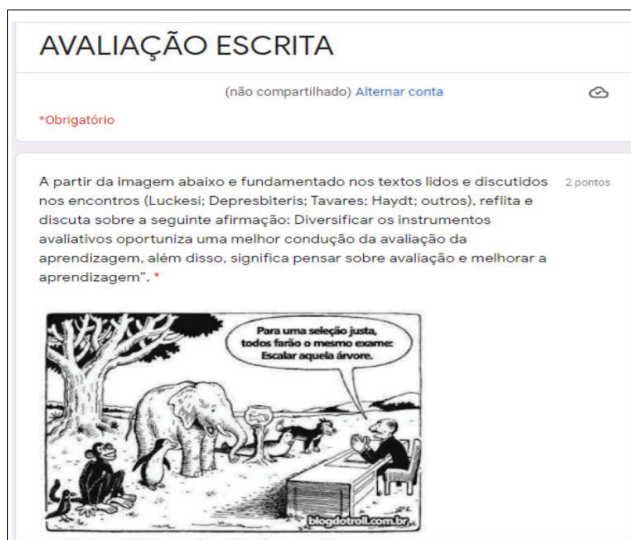 AVALIAÇÃO ESCRITA
(não compartilhado) Alternar conta
*Obrigatório
A partir da imagem abaixo e fundamentado nos textos lidos e discutidos 2 pontos
nos encontros (Luckesi; Depresbiteris; Tavares; Haydt; outros), reflita e
discuta sobre a seguinte afirmação: Diversificar os instrumentos
avaliativos oportuniza uma melhor condução da avaliação da
aprendizagem, além disso, significa pensar sobre avaliação e melhorar a
aprendizagem”. *
Para uma seleção justa,
todos farão o mesmo exame:
Escalar aquela árvore.
blogdotroll.com.br